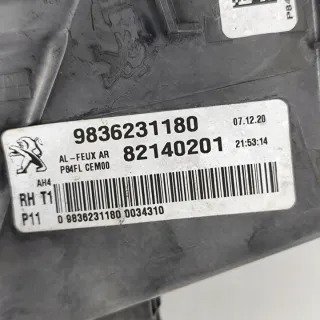 P84
9836231180 07.12.20
AL-FEUX AR 82140201 21:53:14
P84FL CEM00
AH4
RH T1
P11 0 9836231180 0034310